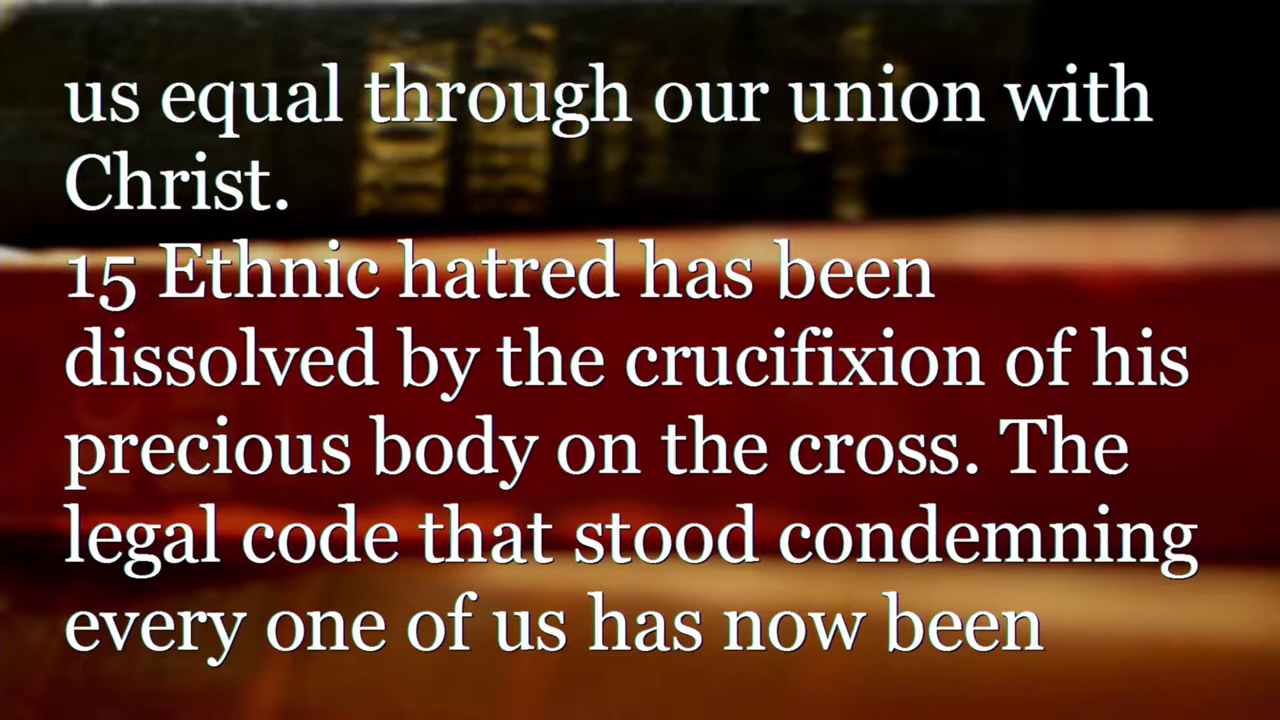 us equal through our union with
Christ.
15 Ethnic hatred has been
dissolved by the crucifixion of his
precious body on the cross. The
legal code that stood condemning
every one of us has now been